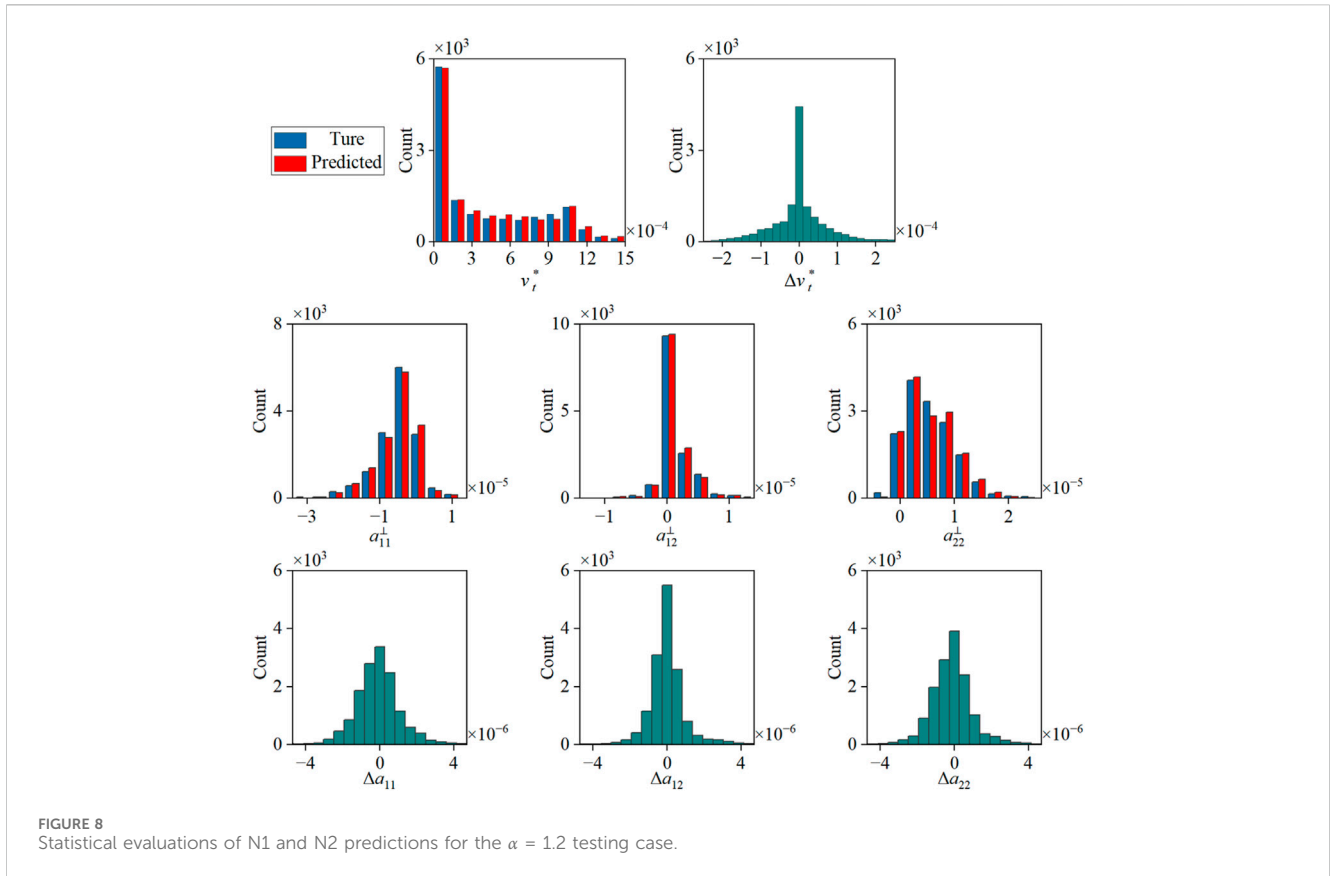 ×10³
6
3
0
Count
0 3 6 9 12 15
×10⁻⁴
v_t^*
Ture
Predicted
×10³
6
3
0
Count
−2 −1 0 1 2
×10⁻⁴
Δv_t^*
×10³
8
4
0
Count
−3 −1 1
×10⁻⁵
a_{11}^⊥
×10³
10
5
0
Count
−1 0 1
×10⁻⁵
a_{12}^⊥
×10³
6
3
0
Count
0 1 2
×10⁻⁵
a_{22}^⊥
×10³
6
4
2
0
Count
−4 0 4
×10⁻⁶
Δa₁₁
×10³
6
4
2
0
Count
−4 0 4
×10⁻⁶
Δa₁₂
×10³
6
4
2
0
Count
−4 0 4
×10⁻⁶
Δa₂₂
FIGURE 8
Statistical evaluations of N1 and N2 predictions for the α = 1.2 testing case.